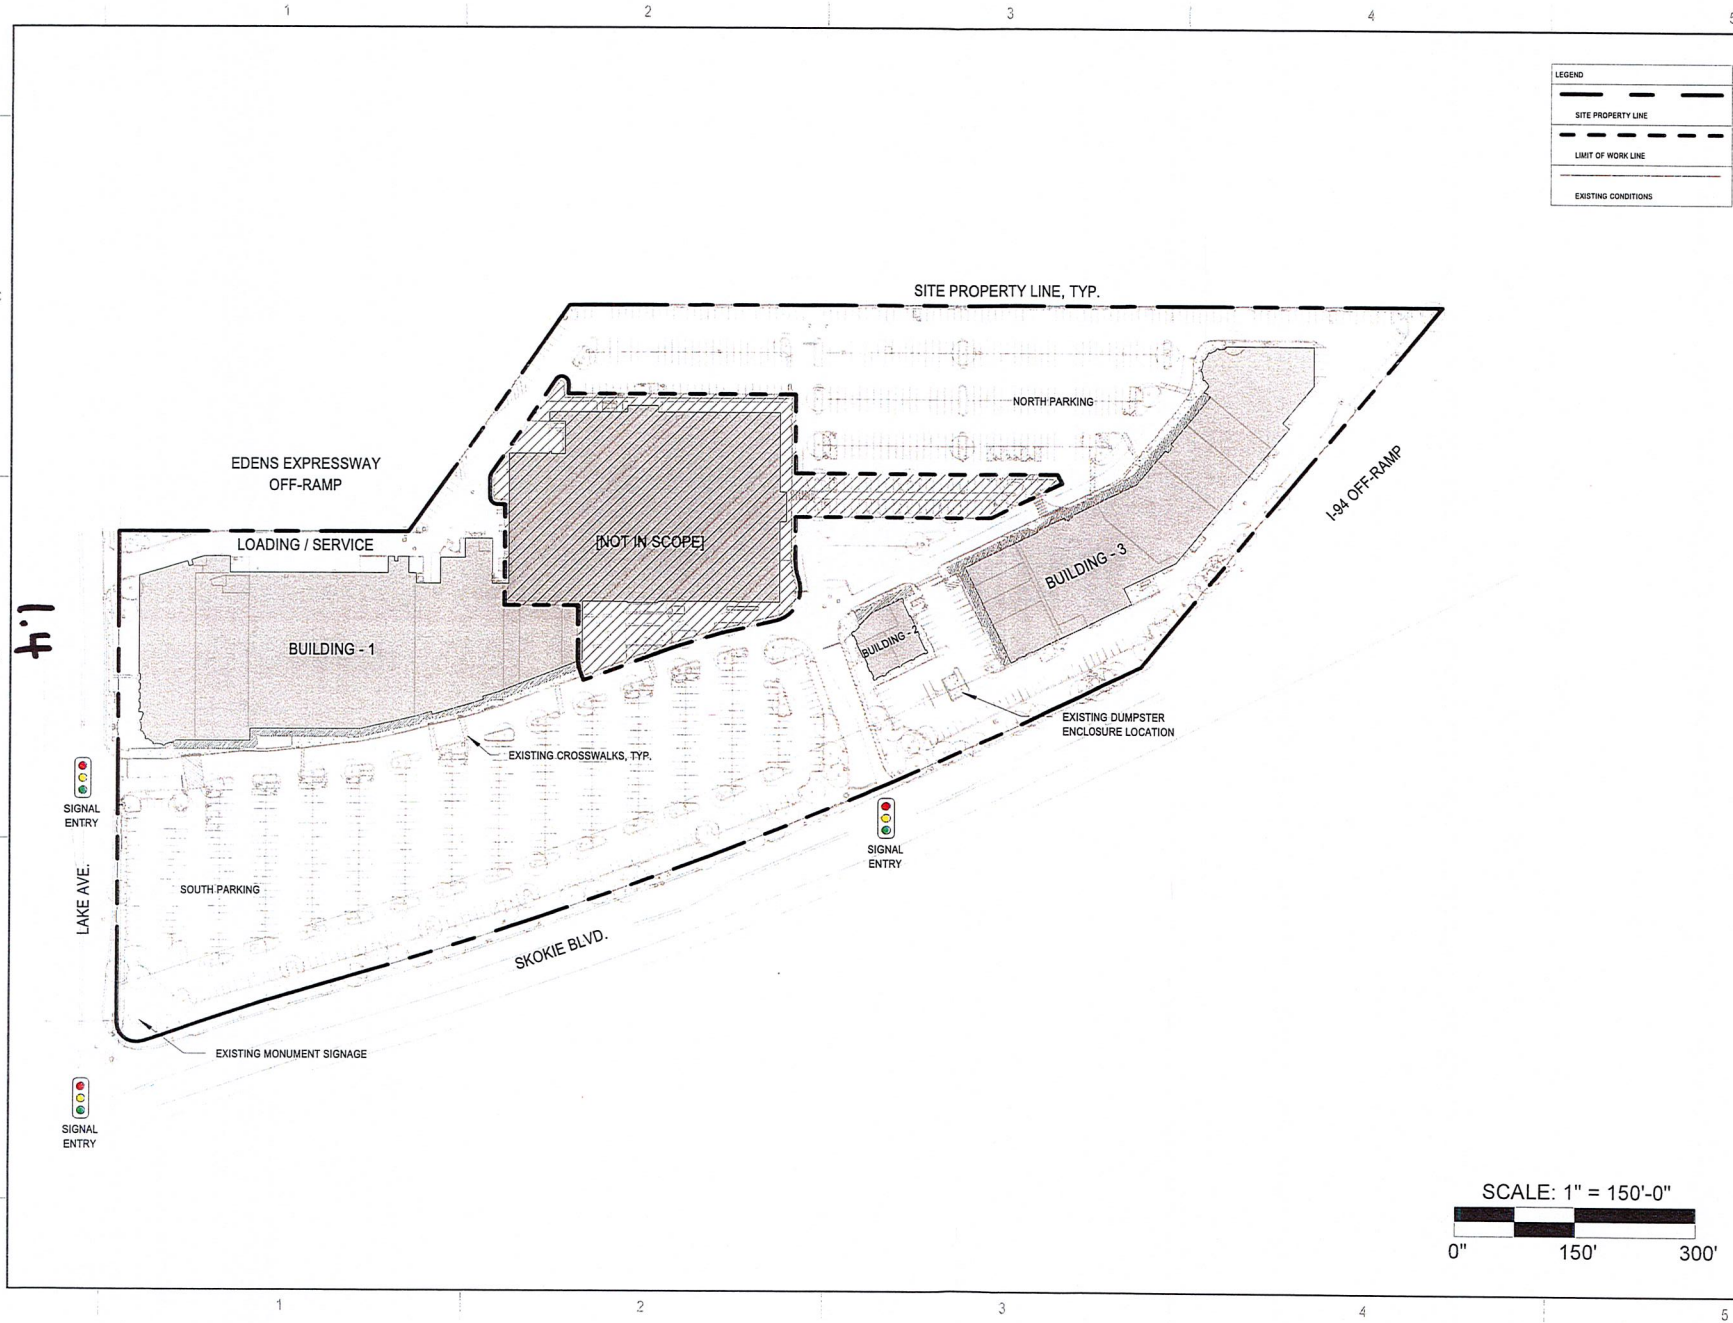 1 2 3 4 5
LEGEND
SITE PROPERTY LINE
LIMIT OF WORK LINE
EXISTING CONDITIONS
SITE PROPERTY LINE, TYP.
NORTH PARKING
EDENS EXPRESSWAY
OFF-RAMP
I-94 OFF-RAMP
LOADING / SERVICE
[NOT IN SCOPE]
BUILDING - 3
1.4
BUILDING - 1
BUILDING - 2
EXISTING DUMPSTER
ENCLOSURE LOCATION
EXISTING CROSSWALKS, TYP.
SIGNAL
ENTRY
SIGNAL
ENTRY
LAKE AVE.
SOUTH PARKING
SKOKIE BLVD.
EXISTING MONUMENT SIGNAGE
SIGNAL
ENTRY
SCALE: 1" = 150'-0"
0" 150' 300'
1 2 3 4 5